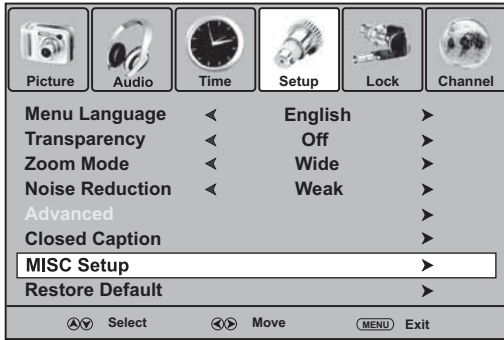 Picture Audio Time Setup Lock Channel
Menu Language English
Transparency Off
Zoom Mode Wide
Noise Reduction Weak
Advanced
Closed Caption
MISC Setup
Restore Default
Select Move MENU Exit